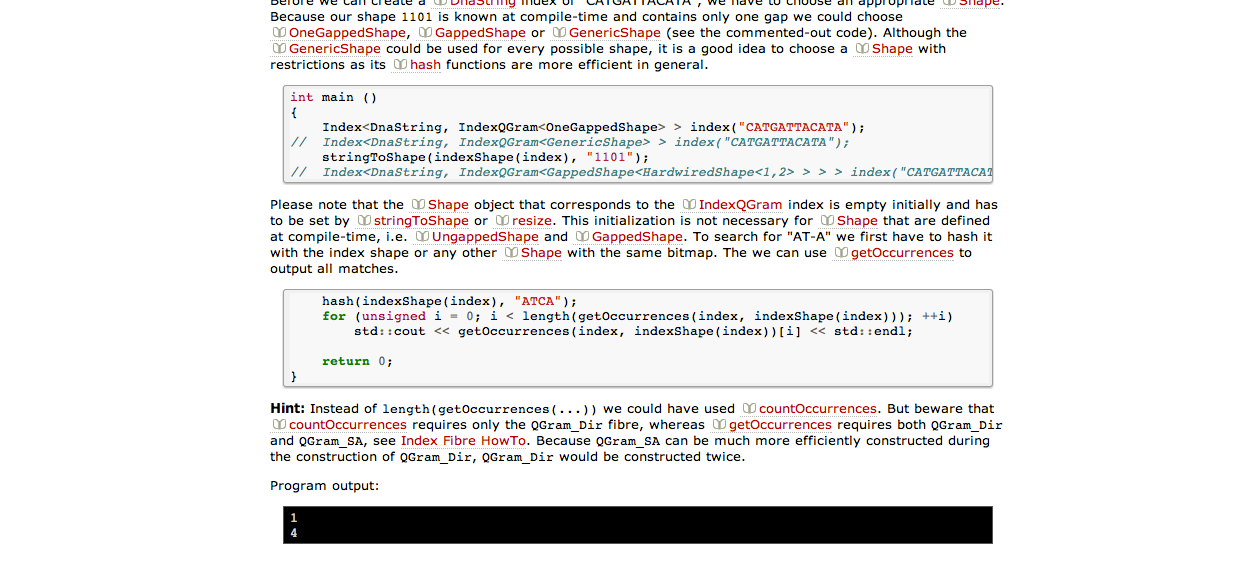 Before we can create a DnaString index of "CATGATTACATA", we have to choose an appropriate Shape.
Because our shape 1101 is known at compile-time and contains only one gap we could choose
OneGappedShape, GappedShape or GenericShape (see the commented-out code). Although the
GenericShape could be used for every possible shape, it is a good idea to choose a Shape with
restrictions as its hash functions are more efficient in general.
int main ()
{
    Index<DnaString, IndexQGram<OneGappedShape> > index("CATGATTACATA");
//  Index<DnaString, IndexQGram<GenericShape> > index("CATGATTACATA");
    stringToShape(indexShape(index), "1101");
//  Index<DnaString, IndexQGram<GappedShape<HardwiredShape<1,2> > > > index("CATGATTACAT
Please note that the Shape object that corresponds to the IndexQGram index is empty initially and has
to be set by stringToShape or resize. This initialization is not necessary for Shape that are defined
at compile-time, i.e. UngappedShape and GappedShape. To search for "AT-A" we first have to hash it
with the index shape or any other Shape with the same bitmap. The we can use getOccurrences to
output all matches.
    hash(indexShape(index), "ATCA");
    for (unsigned i = 0; i < length(getOccurrences(index, indexShape(index))); ++i)
        std::cout << getOccurrences(index, indexShape(index))[i] << std::endl;
    return 0;
}
Hint: Instead of length(getOccurrences(...)) we could have used countOccurrences. But beware that
countOccurrences requires only the QGram_Dir fibre, whereas getOccurrences requires both QGram_Dir
and QGram_SA, see Index Fibre HowTo. Because QGram_SA can be much more efficiently constructed during
the construction of QGram_Dir, QGram_Dir would be constructed twice.
Program output:
1
4